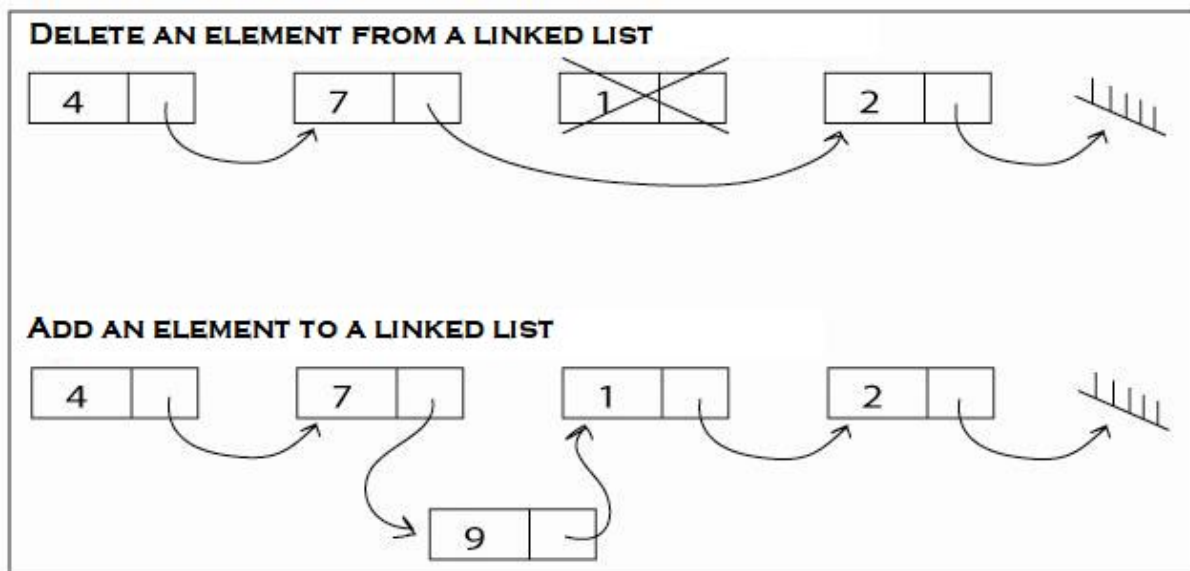 DELETE AN ELEMENT FROM A LINKED LIST
4 7 1 2
ADD AN ELEMENT TO A LINKED LIST
4 7 1 2
9